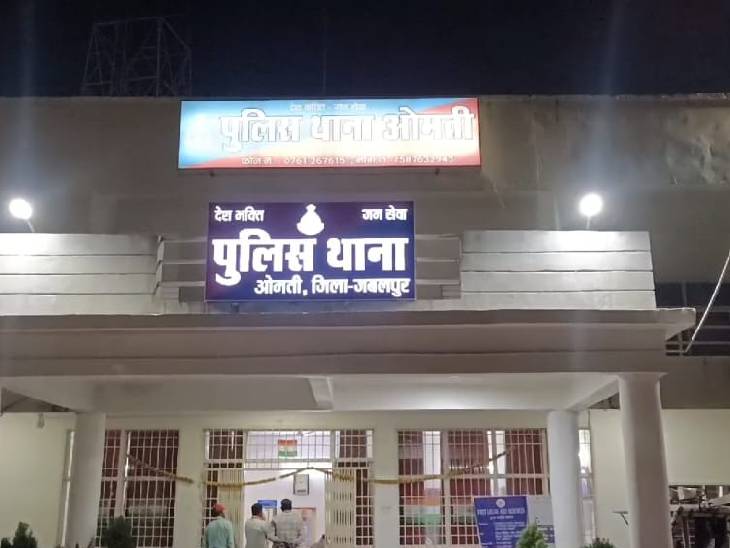 देश भक्ति - जन सेवा
पुलिस थाना ओमती
फोन नं.
देश भक्ति जन सेवा
पुलिस थाना
ओमती, जिला-जबलपुर